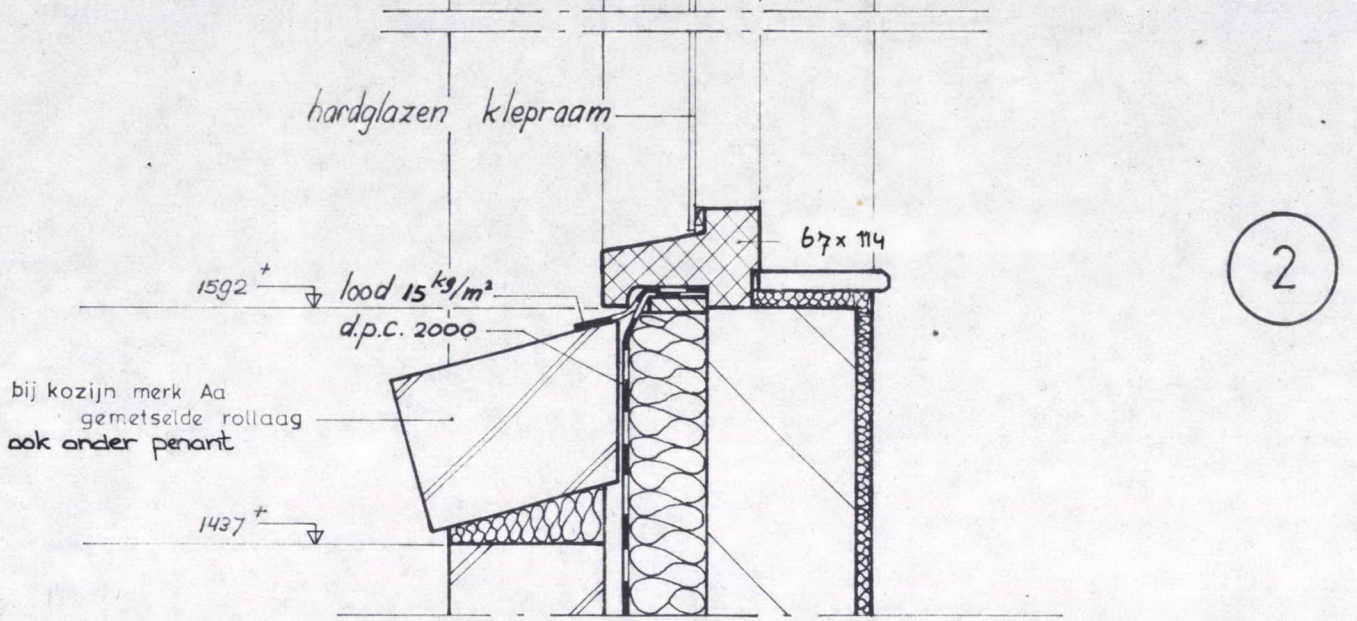 hardglazen klepraam
67 x 114
2
1592 +
lood 15 kg/m²
d.p.c. 2000
bij kozijn merk Aa
gemetselde rollaag
ook onder penant
1437 +